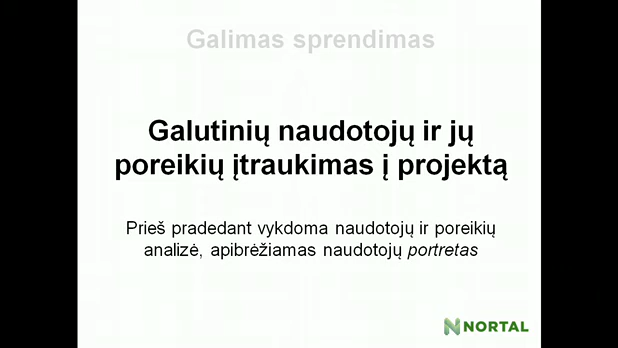 Galimas sprendimas
Galutinių naudotojų ir jų
poreikių įtraukimas į projektą
Prieš pradedant vykdoma naudotojų ir poreikių
analizė, apibrėžiamas naudotojų portretas
NORTAL